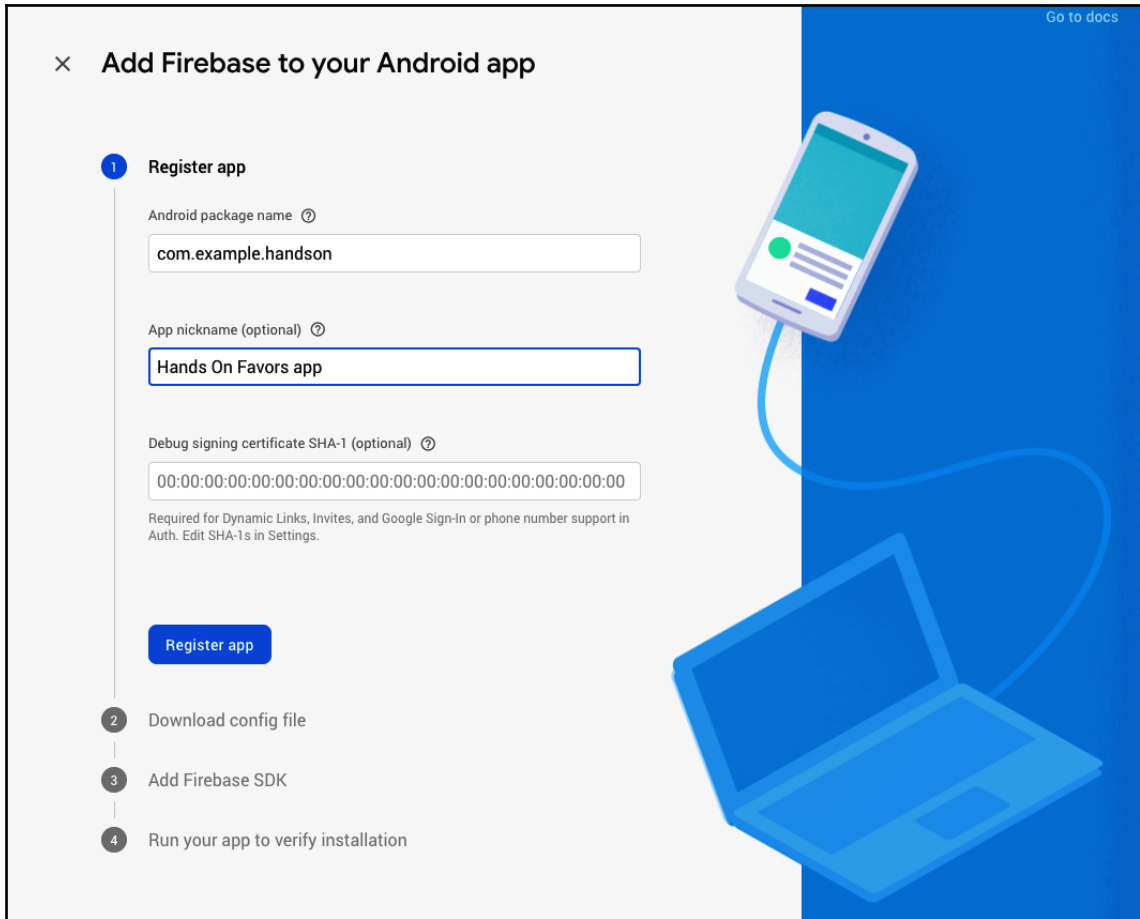 Go to docs
Add Firebase to your Android app
1 Register app
Android package name
com.example.handson
App nickname (optional)
Hands On Favors app
Debug signing certificate SHA-1 (optional)
00:00:00:00:00:00:00:00:00:00:00:00:00:00:00:00:00:00:00:00
Required for Dynamic Links, Invites, and Google Sign-In or phone number support in
Auth. Edit SHA-1s in Settings.
Register app
2 Download config file
3 Add Firebase SDK
4 Run your app to verify installation